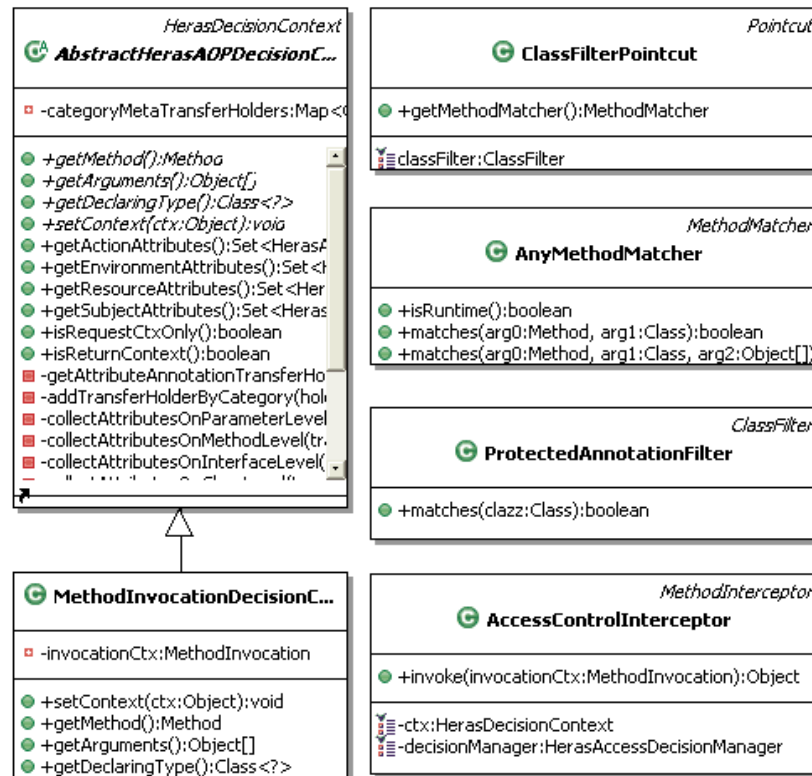 HerasDecisionContext
AbstractHerasAOPDecisionC...
-categoryMetaTransferHolders:Map<
+getMethod():Method
+getArguments():Object[]
+getDeclaringType():Class<?>
+setContext(ctx:Object):void
+getActionAttributes():Set<HerasA
+getEnvironmentAttributes():Set<H
+getResourceAttributes():Set<Her
+getSubjectAttributes():Set<Heras
+isRequestCtxOnly():boolean
+isReturnContext():boolean
-getAttributeAnnotationTransferHo
-addTransferHolderByCategory(hol
-collectAttributesOnParameterLevel
-collectAttributesOnMethodLevel(tr
-collectAttributesOnInterfaceLevel(
MethodInvocationDecisionC...
-invocationCtx:MethodInvocation
+setContext(ctx:Object):void
+getMethod():Method
+getArguments():Object[]
+getDeclaringType():Class<?>
Pointcut
ClassFilterPointcut
+getMethodMatcher():MethodMatcher
classFilter:ClassFilter
MethodMatcher
AnyMethodMatcher
+isRuntime():boolean
+matches(arg0:Method, arg1:Class):boolean
+matches(arg0:Method, arg1:Class, arg2:Object[])
ClassFilter
ProtectedAnnotationFilter
+matches(clazz:Class):boolean
MethodInterceptor
AccessControlInterceptor
+invoke(invocationCtx:MethodInvocation):Object
-ctx:HerasDecisionContext
-decisionManager:HerasAccessDecisionManager